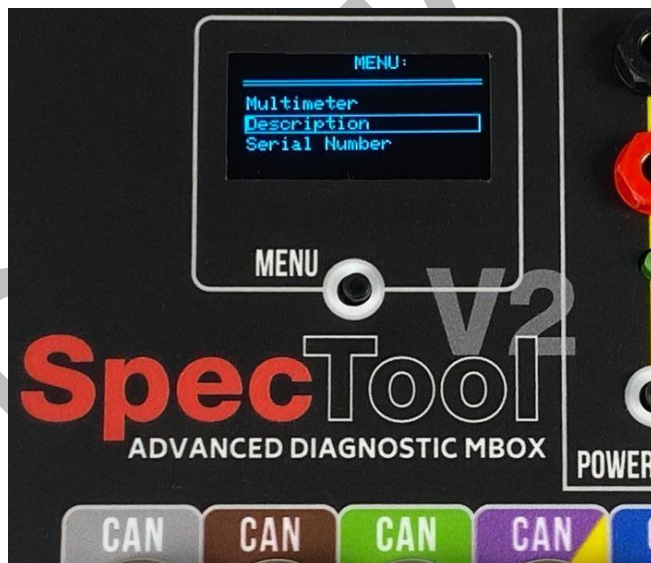 MENU:
Multimeter
Description
Serial Number
MENU
V2
SpecTool
ADVANCED DIAGNOSTIC MBOX
POWER
CAN CAN CAN CAN